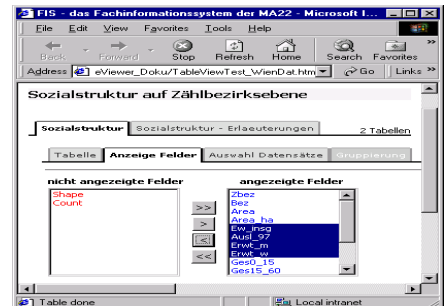 FIS - das Fachinformationssystem der MA22 - Microsoft I...
File Edit View Favorites Tools Help
Back Forward Stop Refresh Home Search Favorites
Address eViewer_Doku/TableViewTest_WienDat.htm Go Links »
Sozialstruktur auf Zählbezirksebene
Sozialstruktur Sozialstruktur - Erlaeuterungen 2 Tabellen
Tabelle Anzeige Felder Auswahl Datensätze Gruppierung
nicht angezeigte Felder angezeigte Felder
Shape
Count
>>
>
<
<<
Zbez
Bez
Area
Area_ha
Ew_insg
Ausl_97
Erwt_m
Erwt_w
Ges0_15
Ges15_60
Table done Local intranet